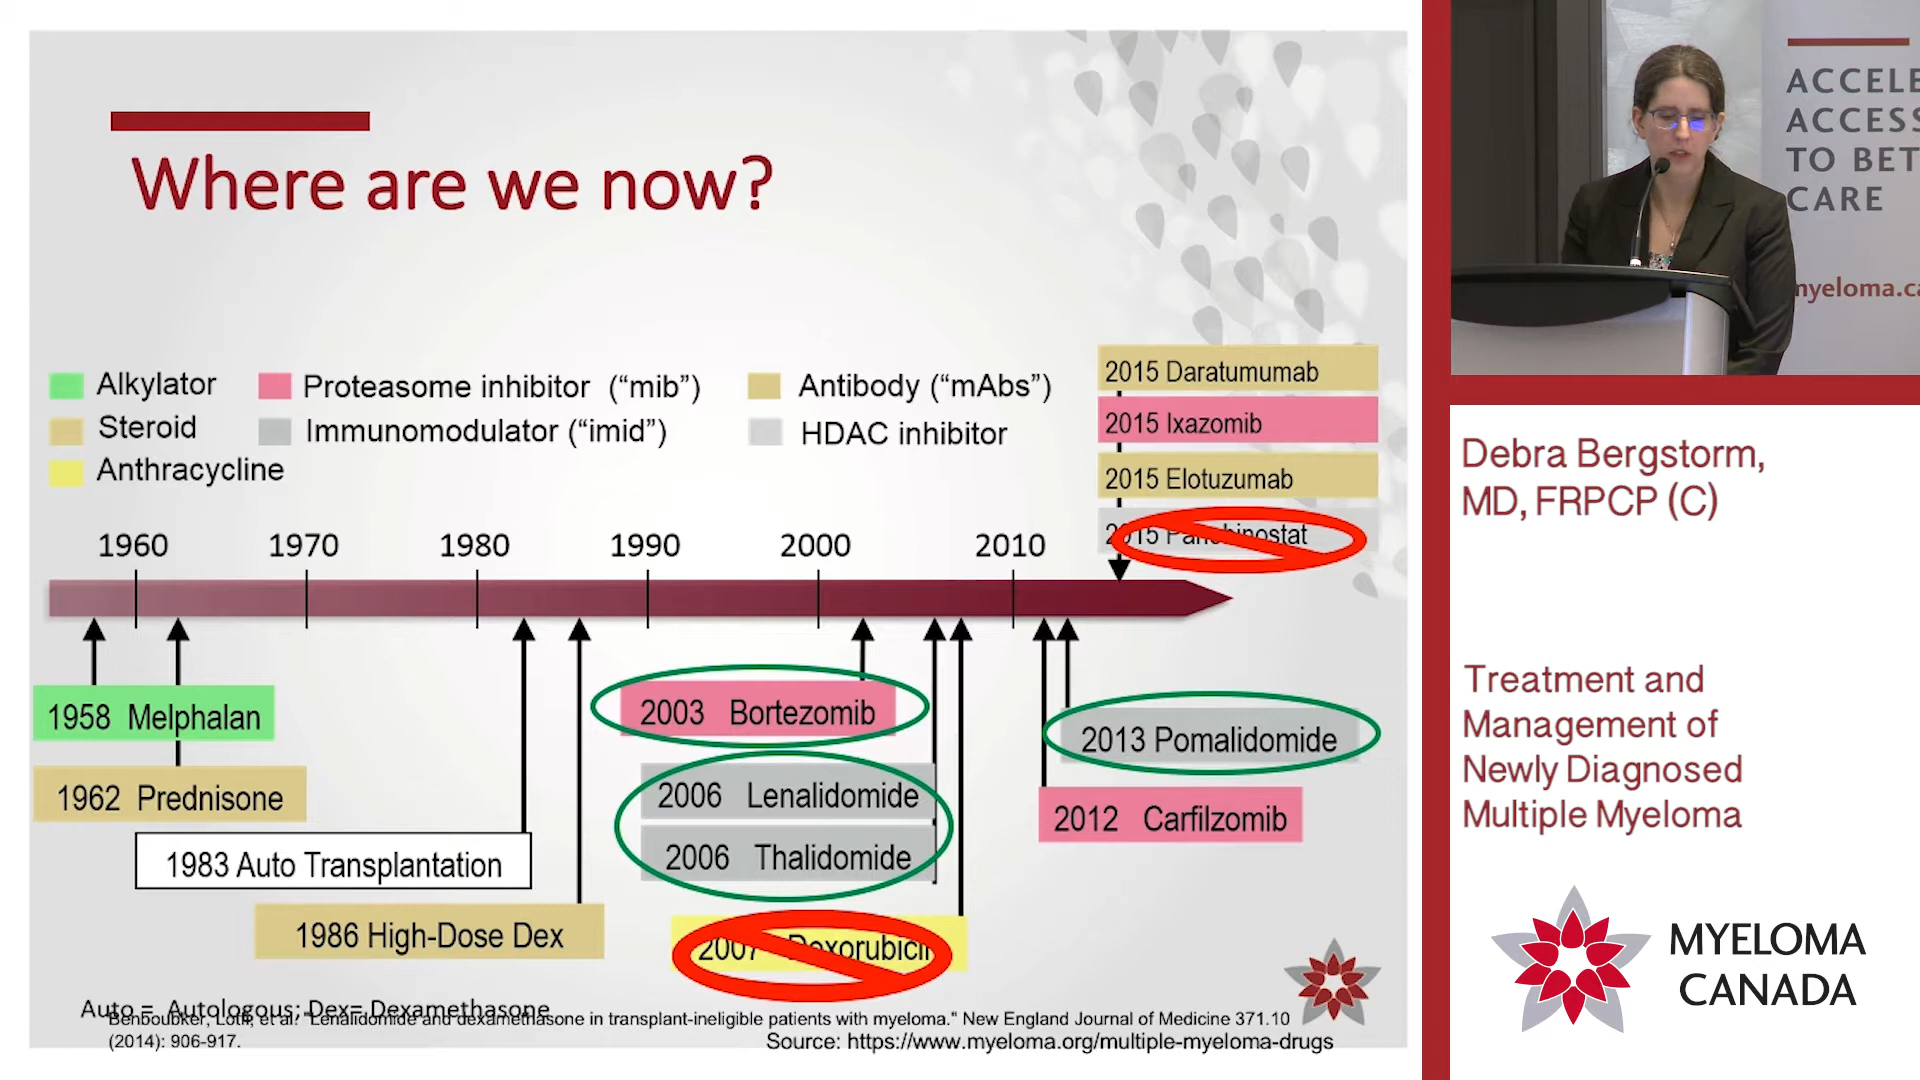 Where are we now?
Alkylator
Proteasome inhibitor (“mib”)
Antibody (“mAbs”)
Steroid
Immunomodulator (“imid”)
HDAC inhibitor
Anthracycline
2015 Daratumumab
2015 Ixazomib
2015 Elotuzumab
2015 Panobinostat
1960 1970 1980 1990 2000 2010
1958 Melphalan
1962 Prednisone
1983 Auto Transplantation
1986 High-Dose Dex
2003 Bortezomib
2006 Lenalidomide
2006 Thalidomide
2007 Doxorubicin
2013 Pomalidomide
2012 Carfilzomib
Auto = Autologous; Dex= Dexamethasone
Benboubker, Lotfi, et al. "Lenalidomide and dexamethasone in transplant-ineligible patients with myeloma." New England Journal of Medicine 371.10
(2014): 906-917.
Source: https://www.myeloma.org/multiple-myeloma-drugs
ACCELE
ACCESS
TO BET
CARE
myeloma.ca
Debra Bergstorm,
MD, FRPCP (C)
Treatment and
Management of
Newly Diagnosed
Multiple Myeloma
MYELOMA
CANADA